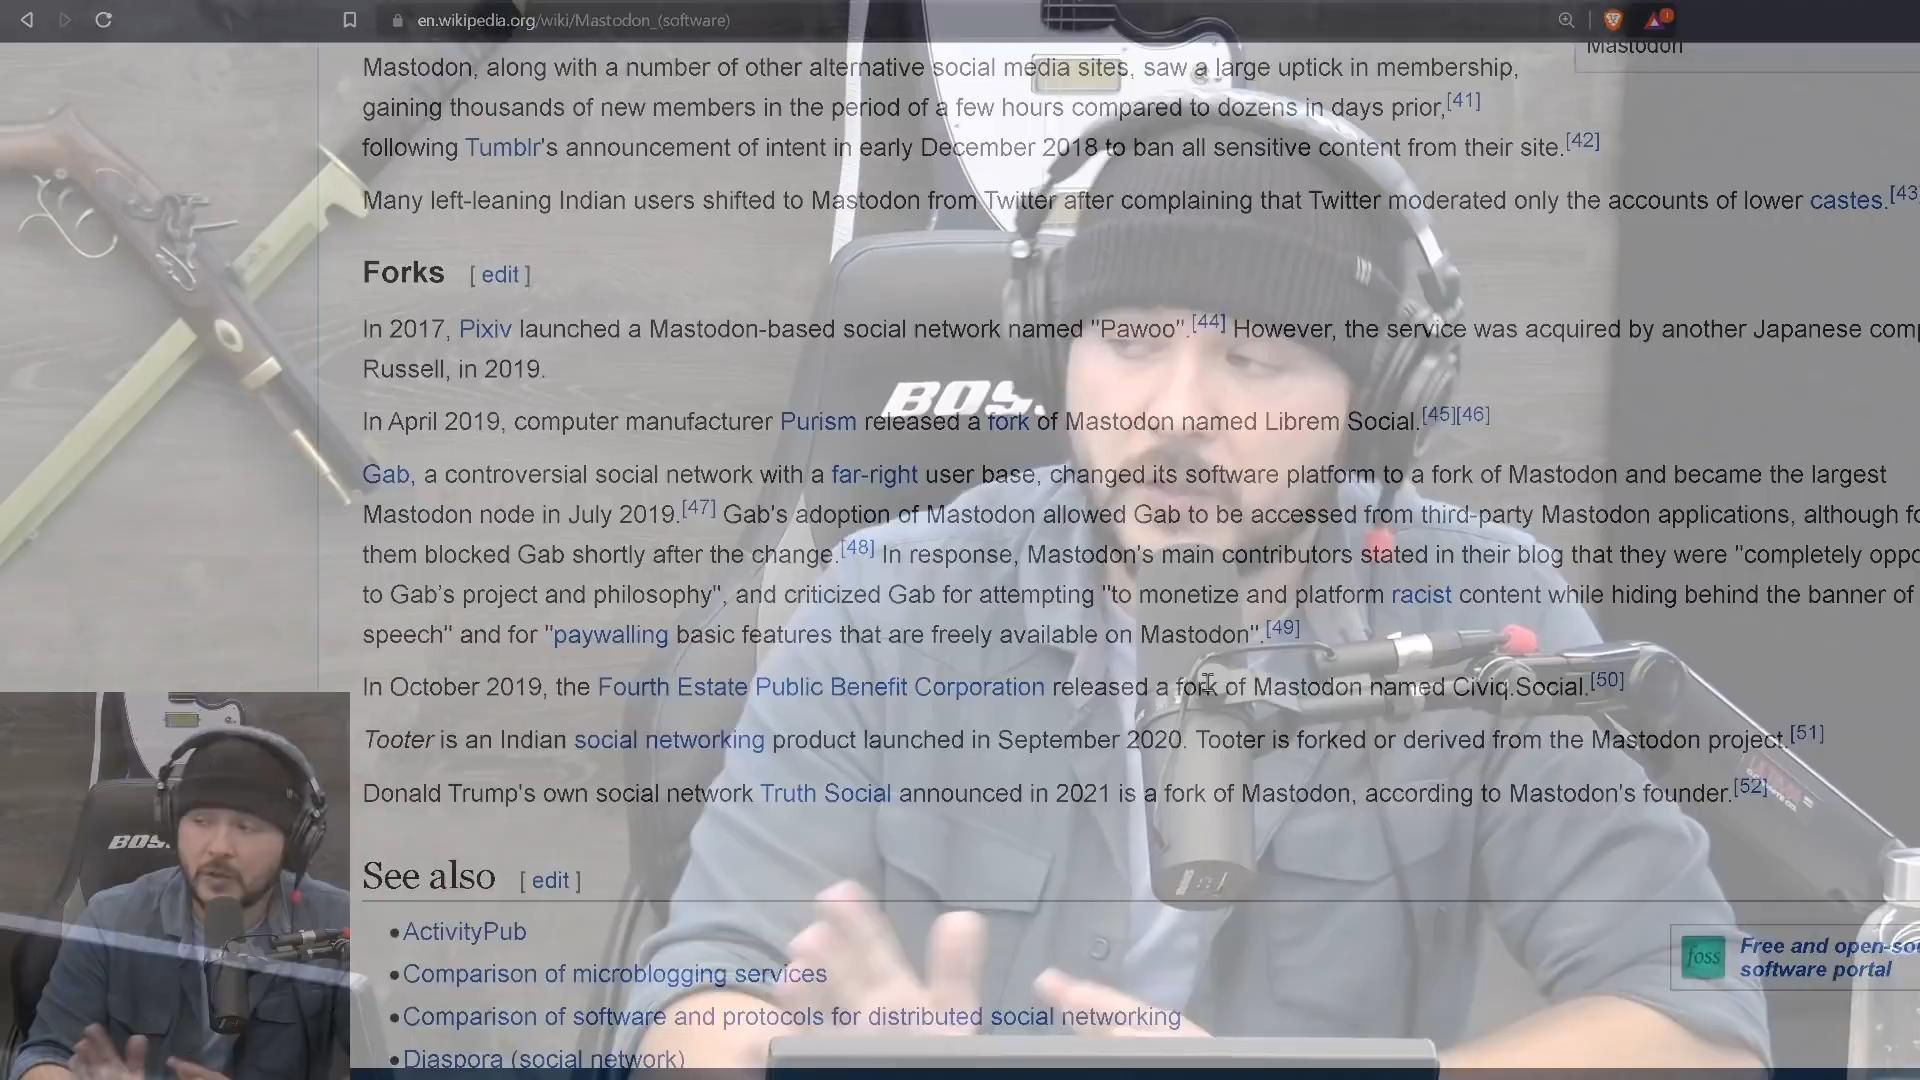 en.wikipedia.org/wiki/Mastodon_(software)
Mastodon
Mastodon, along with a number of other alternative social media sites, saw a large uptick in membership,
gaining thousands of new members in the period of a few hours compared to dozens in days prior,[41]
following Tumblr's announcement of intent in early December 2018 to ban all sensitive content from their site.[42]
Many left-leaning Indian users shifted to Mastodon from Twitter after complaining that Twitter moderated only the accounts of lower castes.[43]
Forks [ edit ]
In 2017, Pixiv launched a Mastodon-based social network named "Pawoo".[44] However, the service was acquired by another Japanese
Russell, in 2019.
BOS
In April 2019, computer manufacturer Purism released a fork of Mastodon named Librem Social.[45][46]
Gab, a controversial social network with a far-right user base, changed its software platform to a fork of Mastodon and became the largest
Mastodon node in July 2019.[47] Gab's adoption of Mastodon allowed Gab to be accessed from third-party Mastodon applications, although
them blocked Gab shortly after the change.[48] In response, Mastodon's main contributors stated in their blog that they were "completely
to Gab's project and philosophy", and criticized Gab for attempting "to monetize and platform racist content while hiding behind the banner of
speech" and for "paywalling basic features that are freely available on Mastodon".[49]
In October 2019, the Fourth Estate Public Benefit Corporation released a fork of Mastodon named Civiq.Social.[50]
Tooter is an Indian social networking product launched in September 2020. Tooter is forked or derived from the Mastodon project.[51]
Donald Trump's own social network Truth Social announced in 2021 is a fork of Mastodon, according to Mastodon's founder.[52]
BOS
See also [ edit ]
•ActivityPub
•Comparison of microblogging services
•Comparison of software and protocols for distributed social networking
•Diaspora (social network)
foss
Free and
software portal